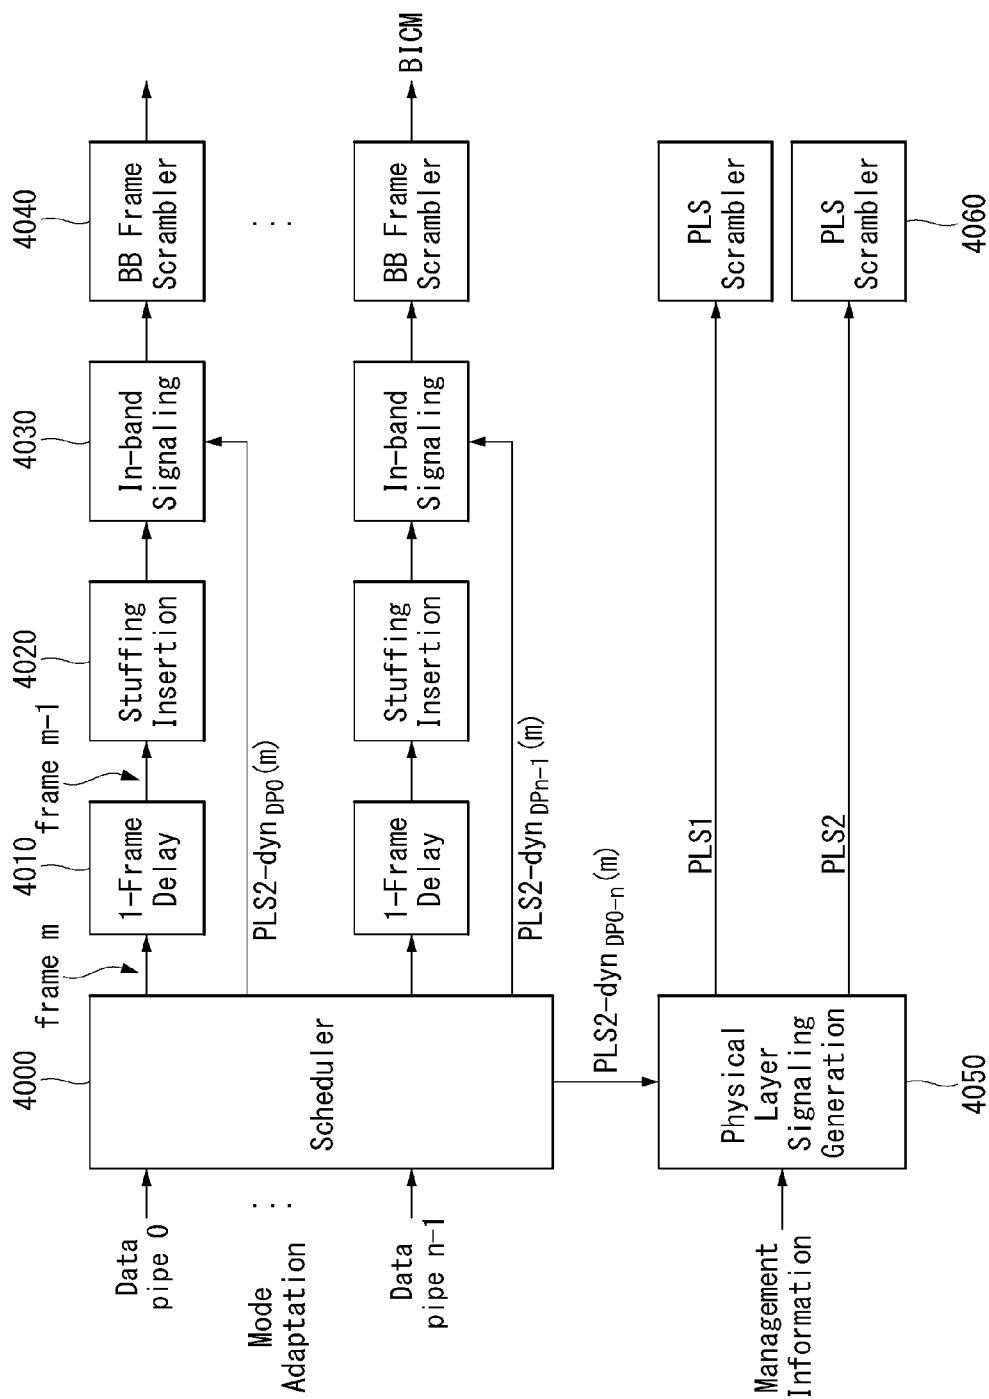 Data
pipe 0
Mode
Adaptation
. . .
Data
pipe n-1
Management
Information
4000
Scheduler
frame m
4010
1-Frame
Delay
frame m-1
4020
Stuffing
Insertion
4030
In-band
Signaling
4040
BB Frame
Scrambler
PLS2-dyn DP0 (m)
. . .
1-Frame
Delay
Stuffing
Insertion
In-band
Signaling
BB Frame
Scrambler
BICM
PLS2-dyn DPn-1 (m)
PLS2-dyn DP0-n (m)
Physical
Layer
Signaling
Generation
4050
PLS1
PLS
Scrambler
PLS2
PLS
Scrambler
4060